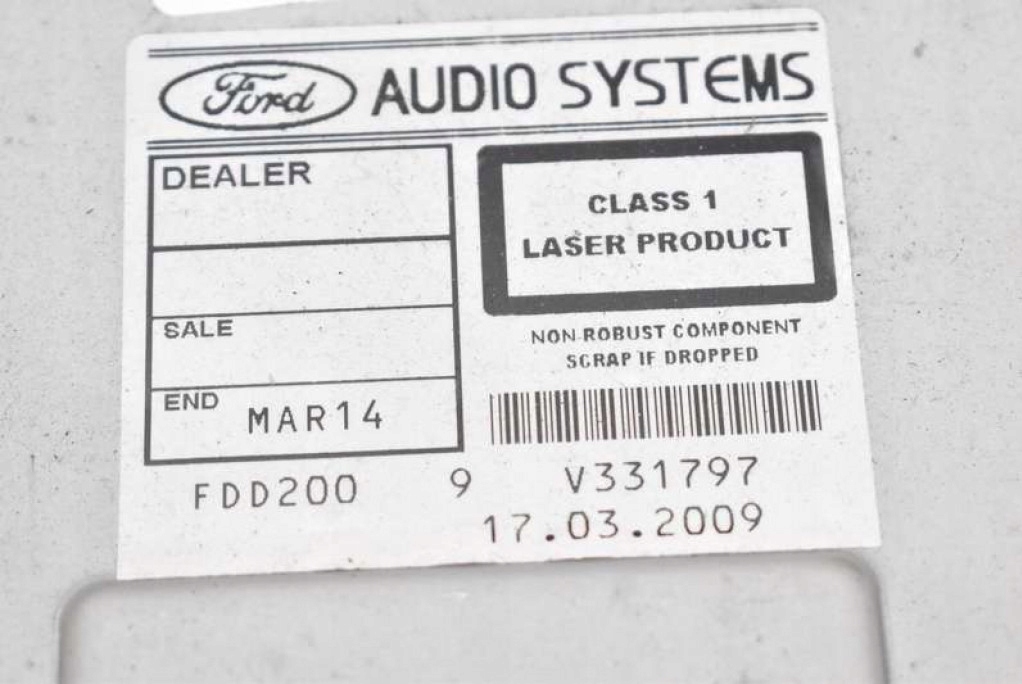 Ford AUDIO SYSTEMS
DEALER
SALE
END MAR14
CLASS 1
LASER PRODUCT
NON ROBUST COMPONENT
SCRAP IF DROPPED
FDD200 9 V331797
17.03.2009